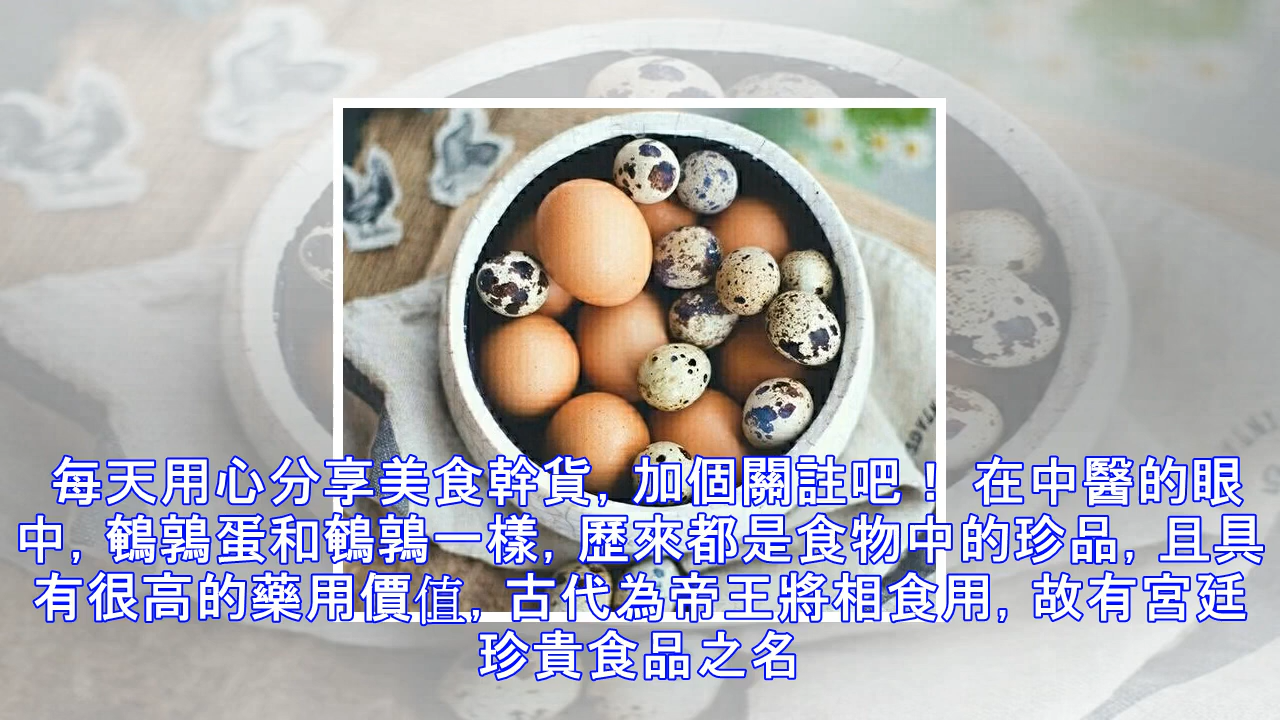 每天用心分享美食幹貨, 加個關註吧！ 在中醫的眼
中, 鵪鶉蛋和鵪鶉一樣, 歷來都是食物中的珍品, 且具
有很高的藥用價值, 古代為帝王將相食用, 故有宮廷
珍貴食品之名